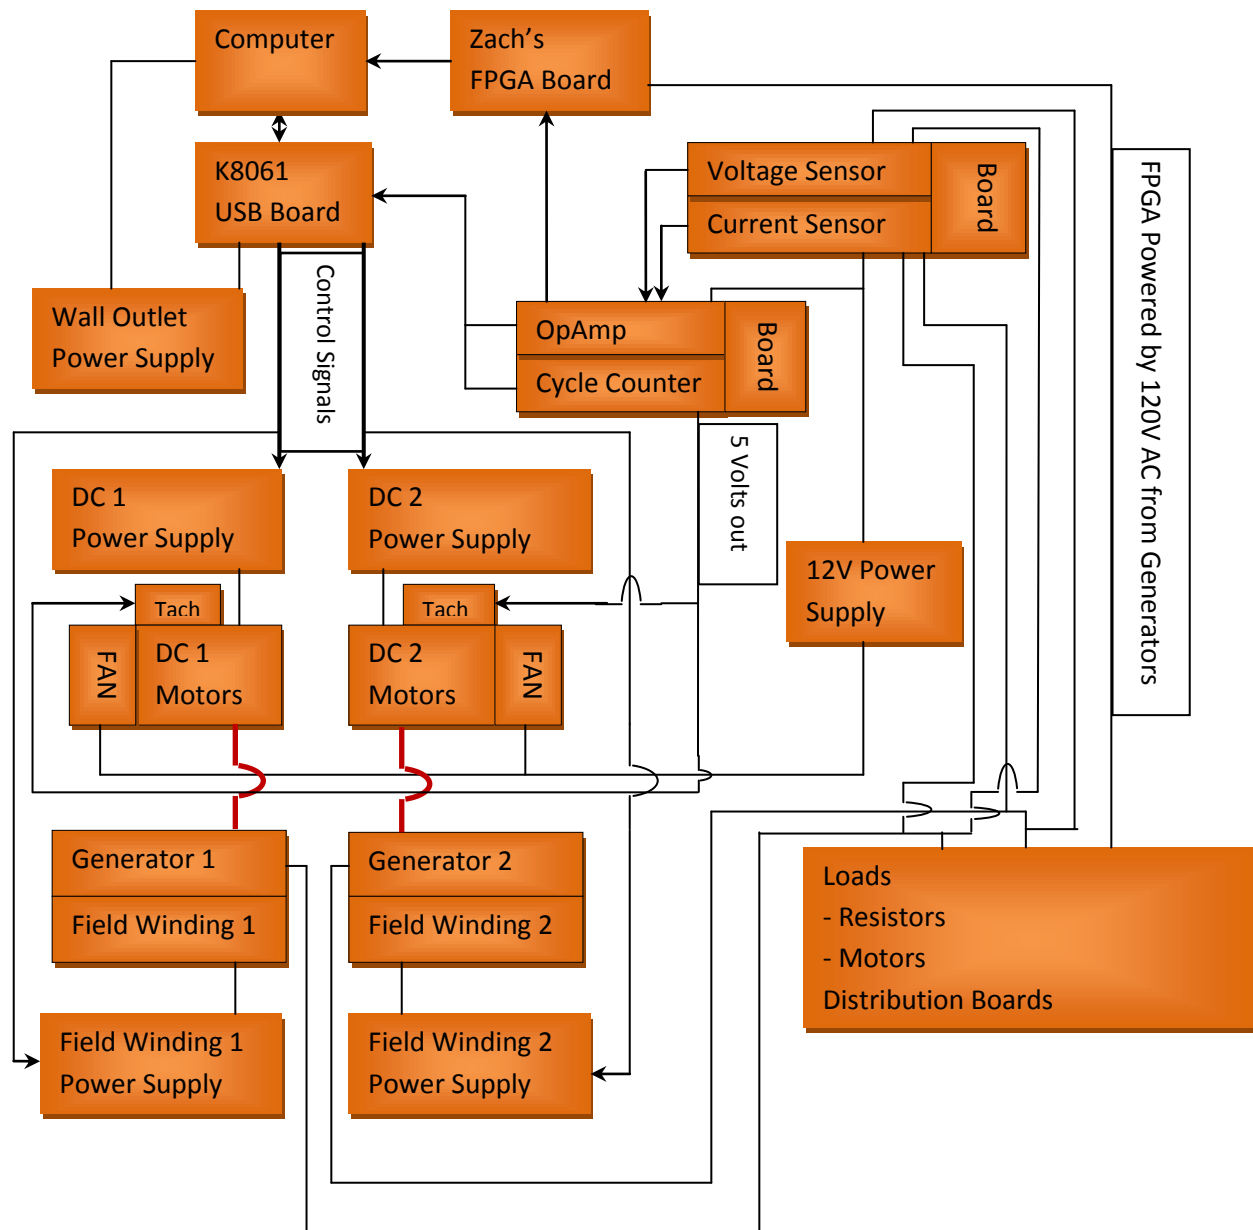 Computer
Zach’s
FPGA Board
K8061
USB Board
Voltage Sensor
Current Sensor
Board
FPGA Powered by 120V AC from Generators
Wall Outlet
Power Supply
Control Signals
OpAmp
Cycle Counter
Board
5 Volts out
DC 1
Power Supply
DC 2
Power Supply
12V Power
Supply
Tach
Tach
FAN
DC 1
Motors
DC 2
Motors
FAN
Generator 1
Field Winding 1
Generator 2
Field Winding 2
Loads
- Resistors
- Motors
Distribution Boards
Field Winding 1
Power Supply
Field Winding 2
Power Supply